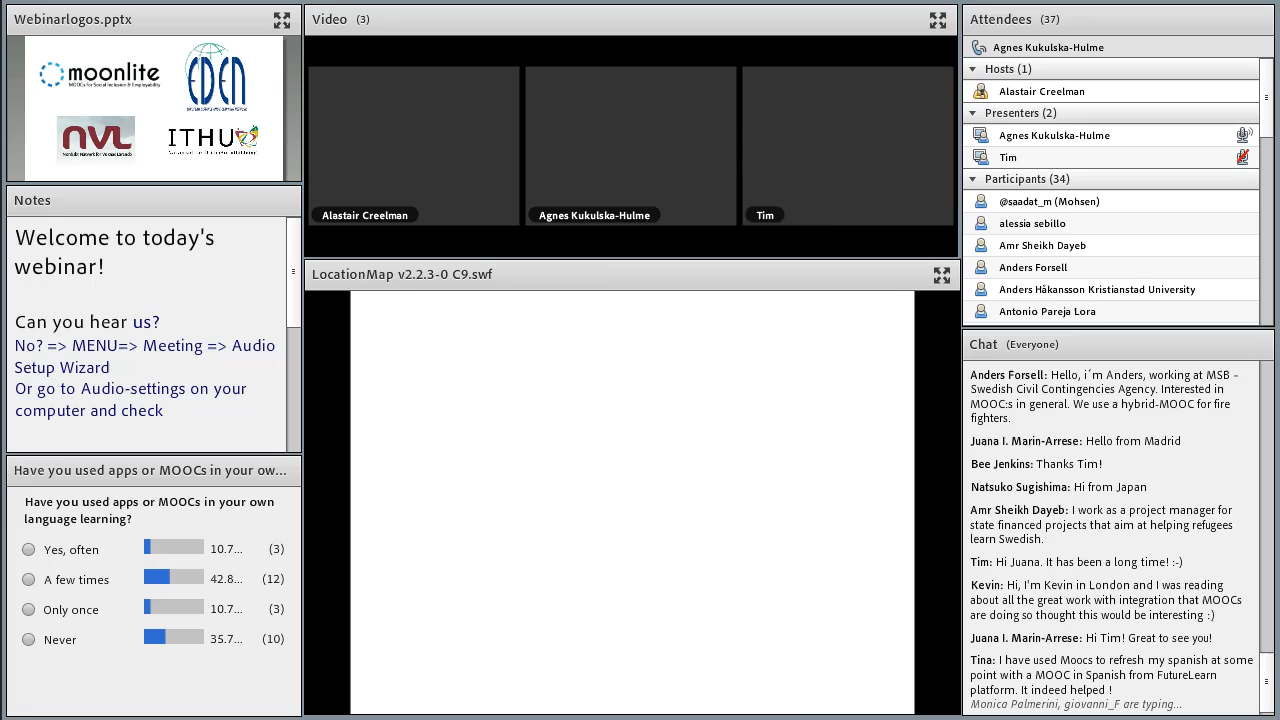 Webinarlogos.pptx
moonlite
MOOCs for Social Inclusion & Employability
EDEN
nvl
ITHU
Notes
Welcome to today's
webinar!
Can you hear us?
No? => MENU=> Meeting => Audio
Setup Wizard
Or go to Audio-settings on your
computer and check
Have you used apps or MOOCs in your ow...
Have you used apps or MOOCs in your own
language learning?
Yes, often 10.7... (3)
A few times 42.8... (12)
Only once 10.7... (3)
Never 35.7... (10)
Video (3)
Alastair Creelman
Agnes Kukulska-Hulme
Tim
LocationMap v2.2.3-0 C9.swf
Attendees (37)
Agnes Kukulska-Hulme
Hosts (1)
Alastair Creelman
Presenters (2)
Agnes Kukulska-Hulme
Tim
Participants (34)
@saadat_m (Mohsen)
alessia sebillo
Amr Sheikh Dayeb
Anders Forsell
Anders Håkansson Kristianstad University
Antonio Pareja Lora
Chat (Everyone)
Anders Forsell: Hello, i´m Anders, working at MSB -
Swedish Civil Contingencies Agency. Interested in
MOOC:s in general. We use a hybrid-MOOC for fire
fighters.
Juana I. Marin-Arrese: Hello from Madrid
Bee Jenkins: Thanks Tim!
Natsuko Sugishima: Hi from Japan
Amr Sheikh Dayeb: I work as a project manager for
state financed projects that aim at helping refugees
learn Swedish.
Tim: Hi Juana. It has been a long time! :-)
Kevin: Hi, I'm Kevin in London and I was reading
about all the great work with integration that MOOCs
are doing so thought this would be interesting :)
Juana I. Marin-Arrese: Hi Tim! Great to see you!
Tina: I have used Moocs to refresh my spanish at some
point with a MOOC in Spanish from FutureLearn
platform. It indeed helped !
Monica Palmerini, giovanni_F are typing...